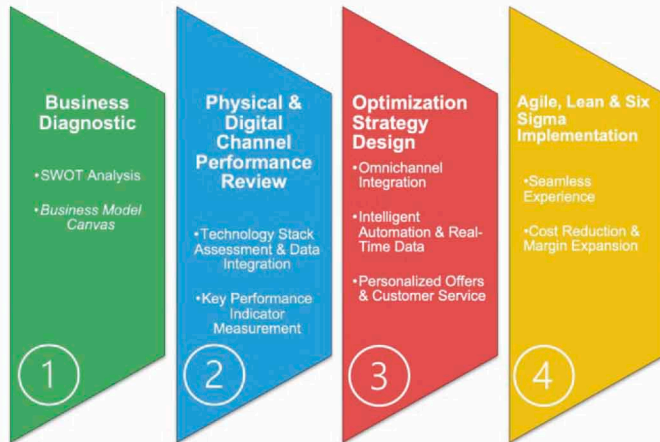 Business
Diagnostic
•SWOT Analysis
•Business Model
Canvas
1
Physical &
Digital
Channel
Performance
Review
•Technology Stack
Assessment & Data
Integration
•Key Performance
Indicator
Measurement
2
Optimization
Strategy
Design
•Omnichannel
Integration
•Intelligent
Automation & Real-
Time Data
•Personalized Offers
& Customer Service
3
Agile, Lean & Six
Sigma
Implementation
•Seamless
Experience
•Cost Reduction &
Margin Expansion
4